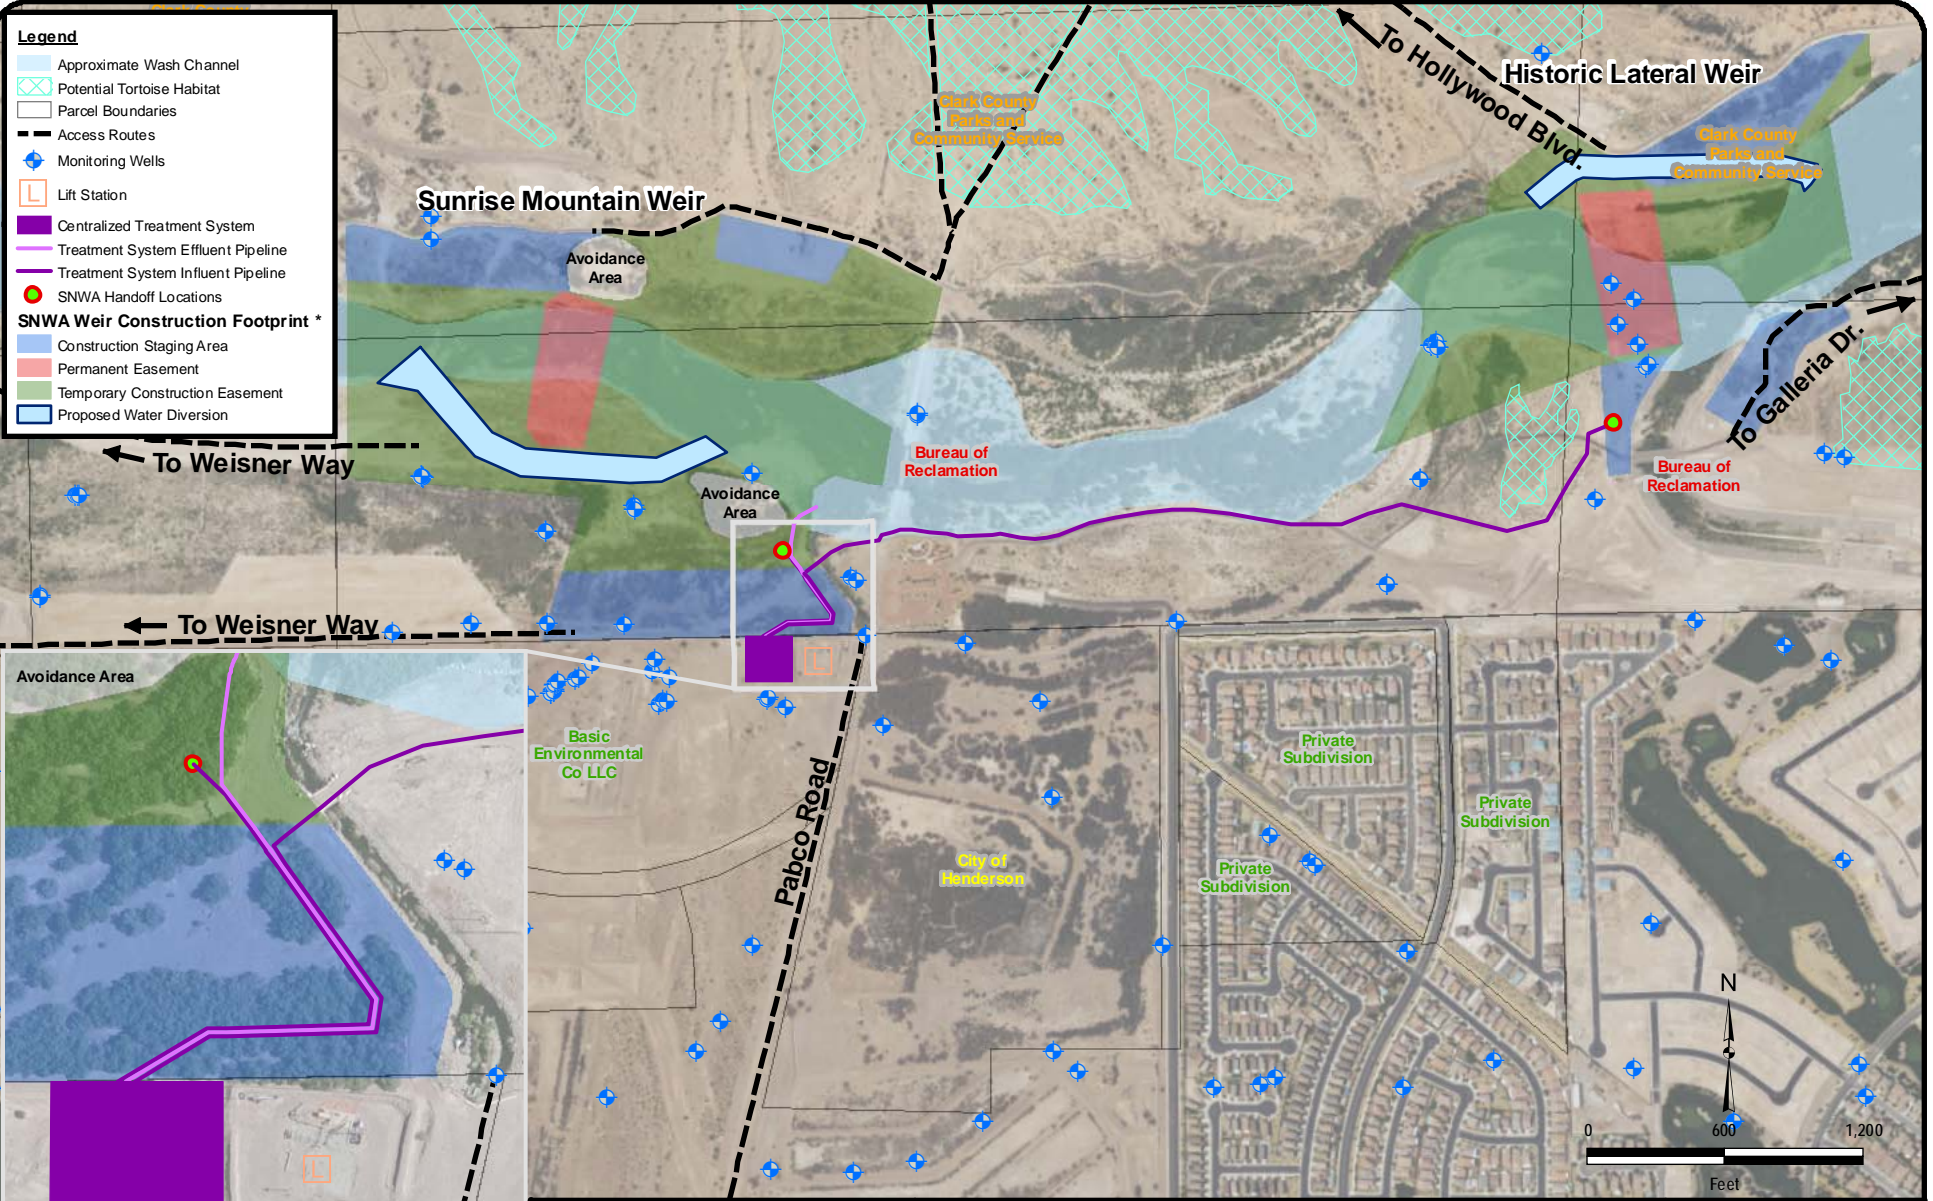 Clark County
Legend
Approximate Wash Channel
Potential Tortoise Habitat
Parcel Boundaries
Access Routes
Monitoring Wells
L
Lift Station
Centralized Treatment System
Treatment System Effluent Pipeline
Treatment System Influent Pipeline
SNWA Handoff Locations
SNWA Weir Construction Footprint *
Construction Staging Area
Permanent Easement
Temporary Construction Easement
Proposed Water Diversion
Sunrise Mountain Weir
Avoidance
Area
Clark County
Parks and
Community Service
To Hollywood Blvd.
Historic Lateral Weir
Clark County
Parks and
Community Service
To Galleria Dr.
To Weisner Way
Avoidance
Area
Bureau of
Reclamation
Bureau of
Reclamation
To Weisner Way
L
Avoidance Area
L
Basic
Environmental
Co LLC
Pabco Road
City of
Henderson
Private
Subdivision
Private
Subdivision
Private
Subdivision
N
0
600
1,200
Feet